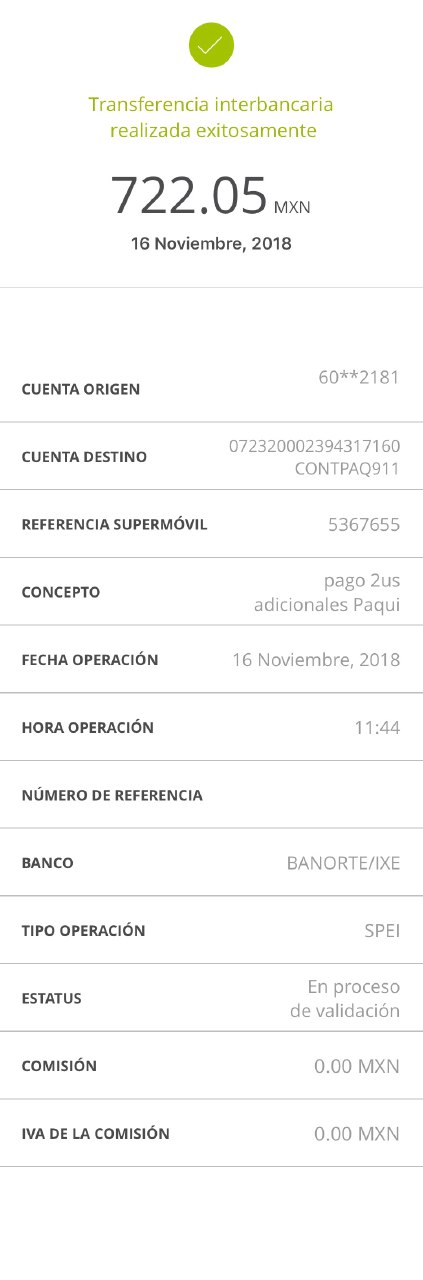 Transferencia interbancaria
realizada exitosamente
722.05 MXN
16 Noviembre, 2018
CUENTA ORIGEN 60**2181
CUENTA DESTINO 072320002394317160
CONTPAQ911
REFERENCIA SUPERMÓVIL 5367655
CONCEPTO pago 2us
adicionales Paqui
FECHA OPERACIÓN 16 Noviembre, 2018
HORA OPERACIÓN 11:44
NÚMERO DE REFERENCIA
BANCO BANORTE/IXE
TIPO OPERACIÓN SPEI
ESTATUS En proceso
de validación
COMISIÓN 0.00 MXN
IVA DE LA COMISIÓN 0.00 MXN